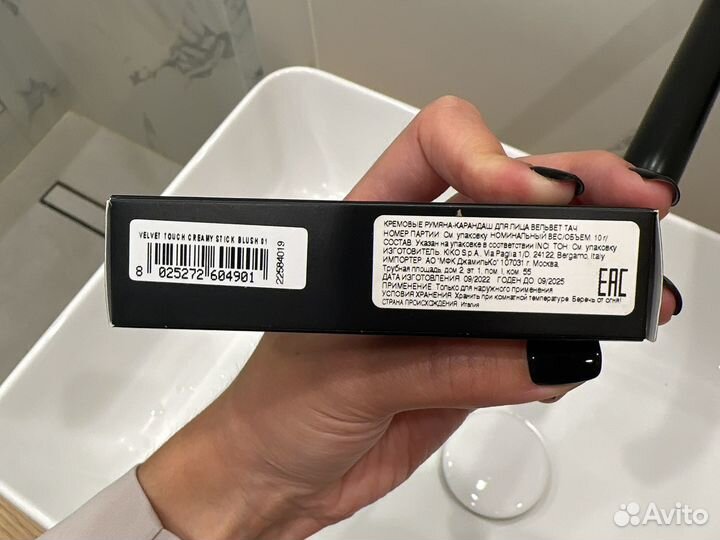 VELVET TOUCH CREAMY STICK BLUSH 01
8 025272 604901
22584019
КРЕМОВЫЕ РУМЯНА-КАРАНДАШ ДЛЯ ЛИЦА ВЕЛЬВЕТ ТАЧ
НОМЕР ПАРТИИ: См. упаковку НОМИНАЛЬНЫЙ ВЕС/ОБЪЕМ: 10 г/
СОСТАВ: Указан на упаковке в соответствии INCI. ТОН: См. упаковку
ИЗГОТОВИТЕЛЬ: KIKO S.p.A., Via Paglia 1/D, 24122, Bergamo, Italy
ИМПОРТЕР: АО "МФК ДжамильКо" 107031 г. Москва,
Трубная площадь, дом 2, эт. 1, пом. I, ком. 55
ДАТА ИЗГОТОВЛЕНИЯ: 09/2022 ГОДЕН ДО: 09/2025
ПРИМЕНЕНИЕ: Только для наружного применения
УСЛОВИЯ ХРАНЕНИЯ: Хранить при комнатной температуре. Беречь от огня!
СТРАНА ПРОИСХОЖДЕНИЯ: Италия
EAC
Avito